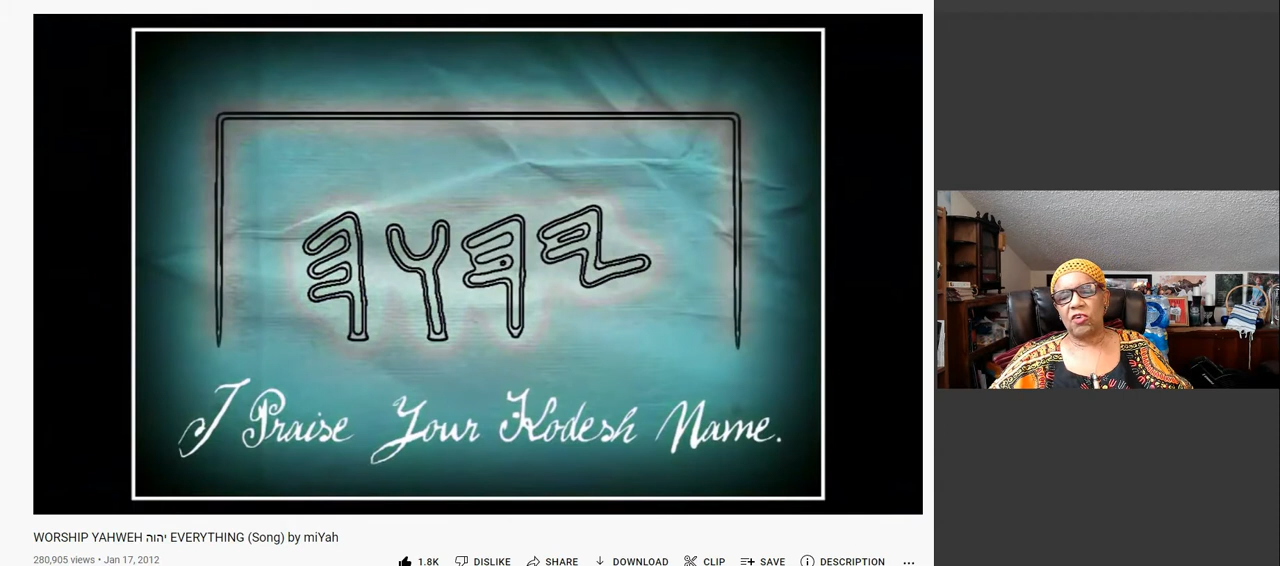 𐤉𐤄𐤅𐤄
I Praise Your Kodesh Name.
WORSHIP YAHWEH יהוה EVERYTHING (Song) by miYah
280,905 views • Jan 17, 2012
1.8K DISLIKE SHARE DOWNLOAD CLIP SAVE DESCRIPTION ...